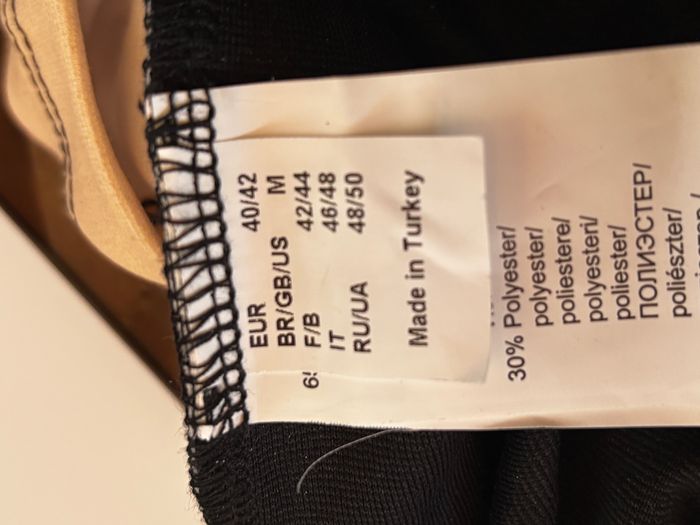 EUR 40/42
BR/GB/US M
F/B 42/44
IT 46/48
RU/UA 48/50
Made in Turkey
30% Polyester/
polyester/
poliestere/
polyesteri/
poliester/
ПОЛИЭСТЕР/
poliészter/